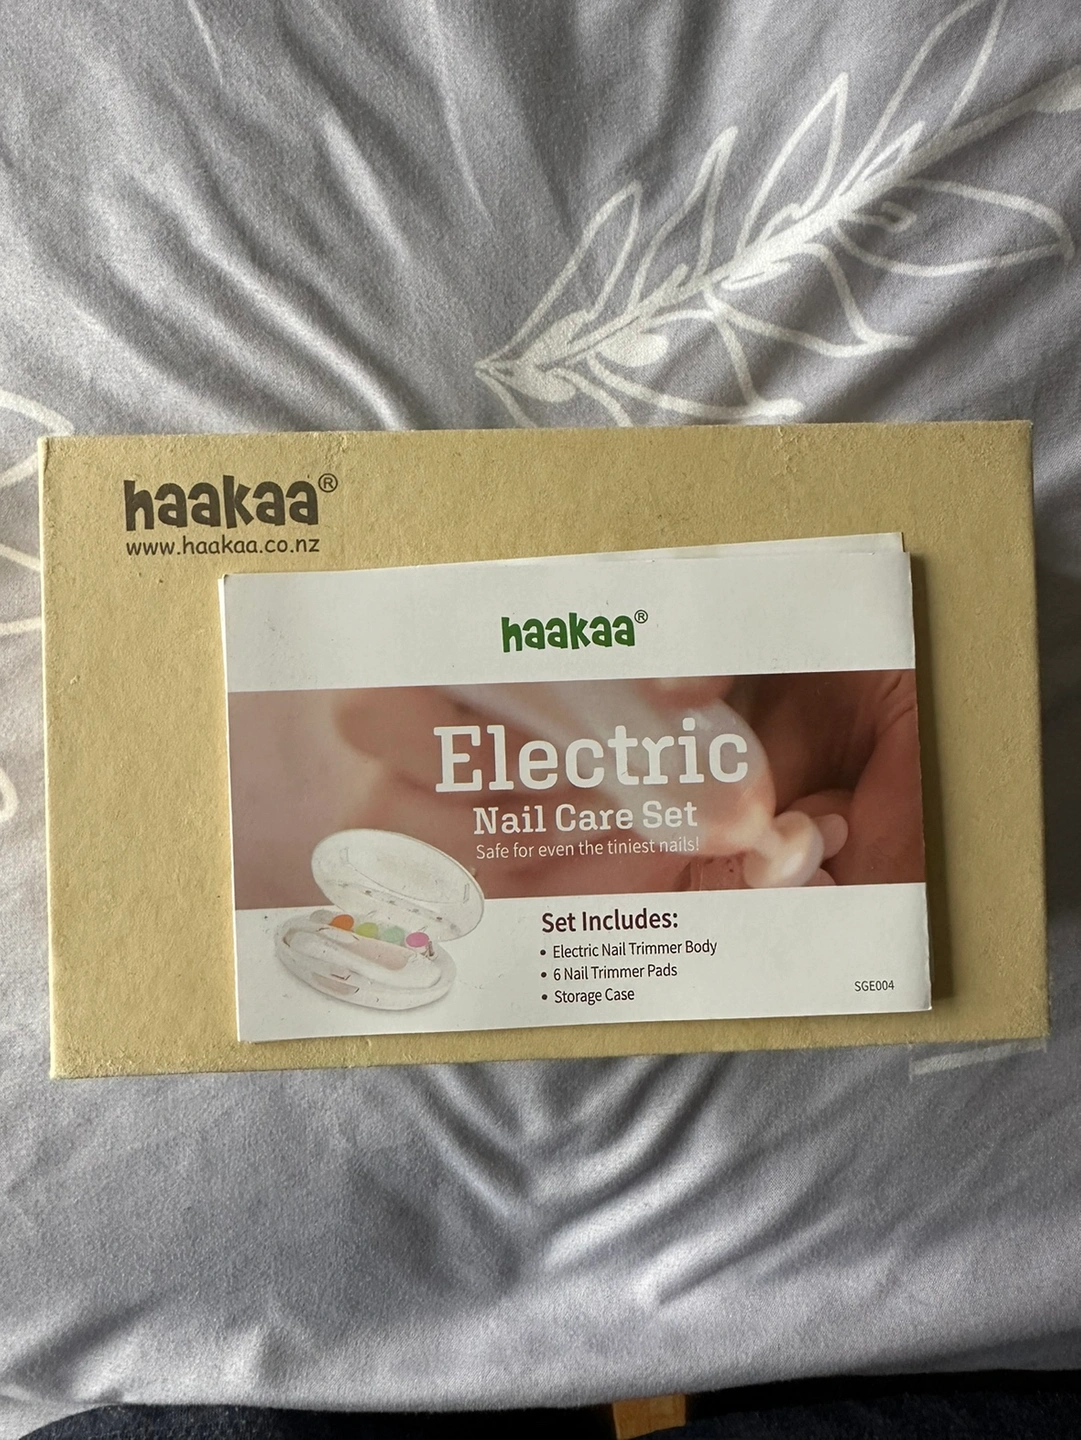 haakaa®
www.haakaa.co.nz
haakaa®
Electric
Nail Care Set
Safe for even the tiniest nails!
Set Includes:
• Electric Nail Trimmer Body
• 6 Nail Trimmer Pads
• Storage Case
SGE004